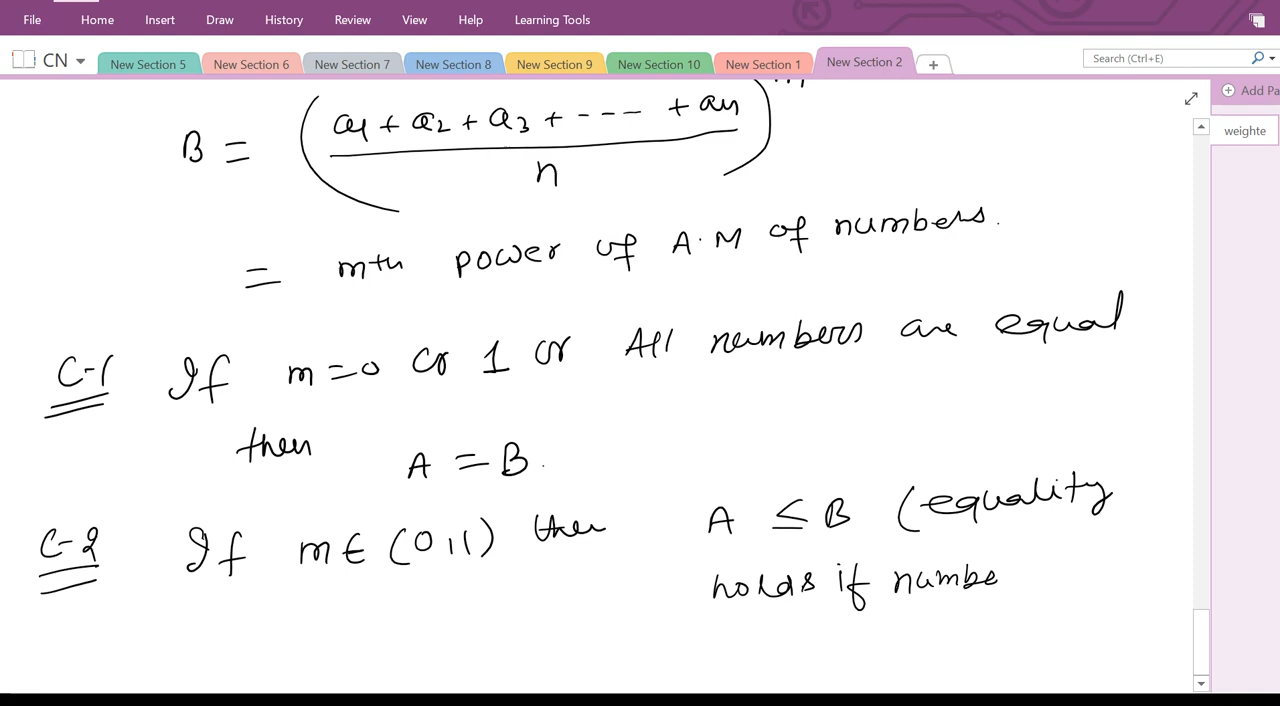 File Home Insert Draw History Review View Help Learning Tools
CN New Section 5 New Section 6 New Section 7 New Section 8 New Section 9 New Section 10 New Section 1 New Section 2 + Search (Ctrl+E)
Add Pa
weighte
B = (a1 + a2 + a3 + ---- + an / n)^m
= mth power of A.M of numbers.
C-1 If m=0 or 1 or All numbers are equal
then A = B.
C-2 If m∈(0,1) then A ≤ B (equality
holds if numbe